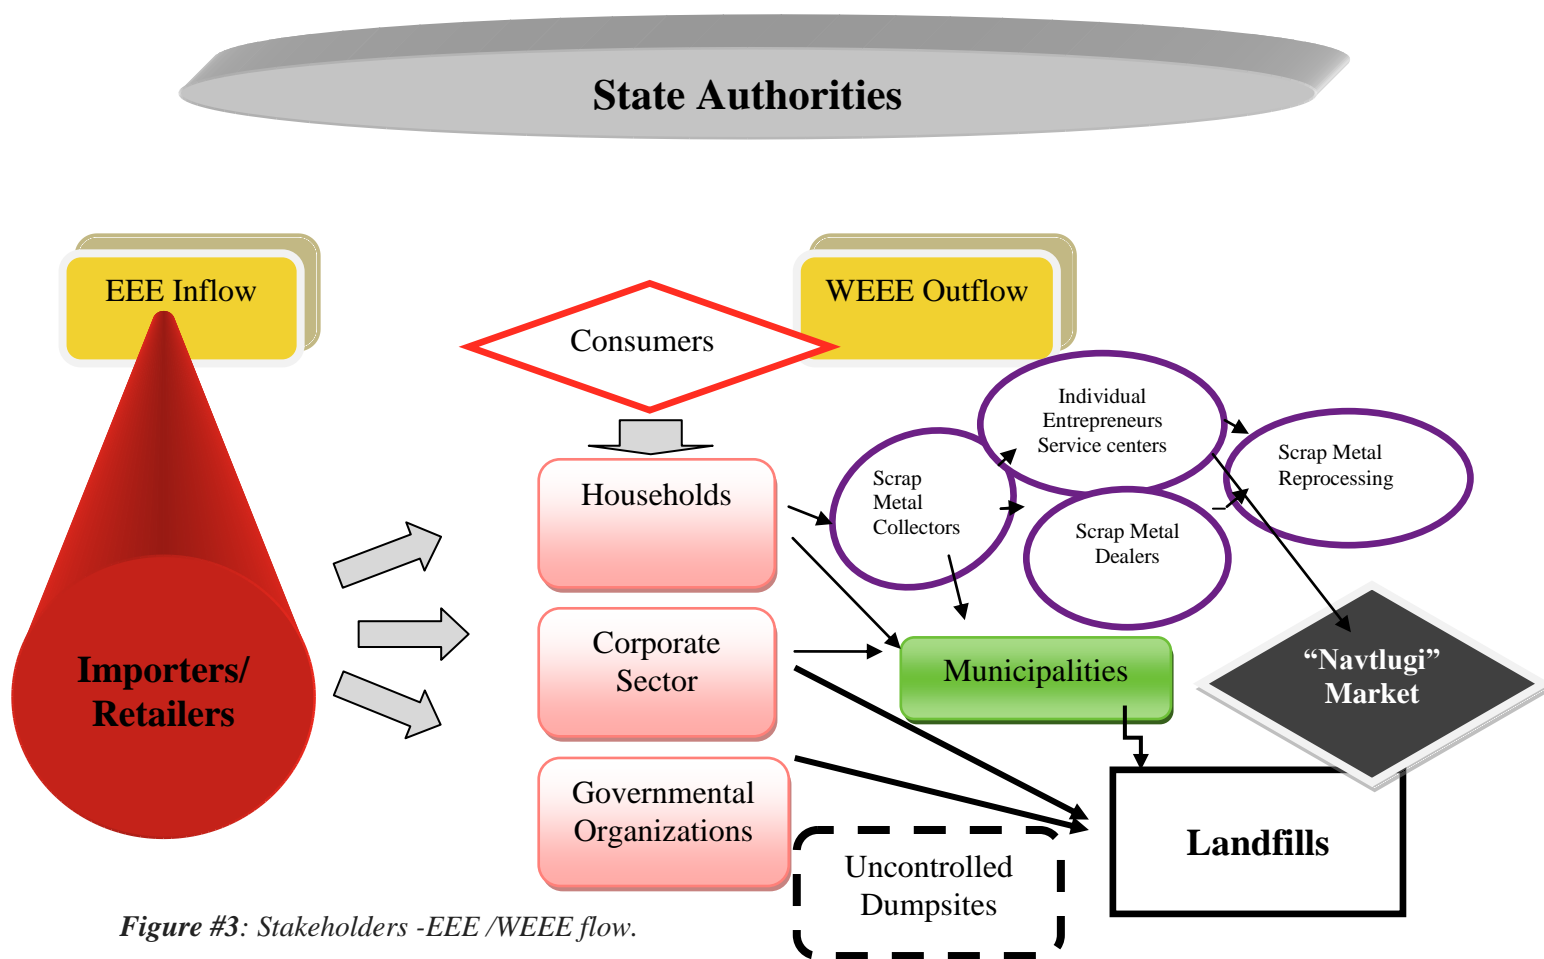 State Authorities
EEE Inflow
WEEE Outflow
Consumers
Individual
Entrepreneurs
Service centers
Scrap Metal
Reprocessing
Scrap
Metal
Collectors
Households
Scrap Metal
Dealers
Corporate
Sector
Municipalities
“Navtlugi”
Market
Importers/
Retailers
Governmental
Organizations
Landfills
Uncontrolled
Dumpsites
Figure #3: Stakeholders -EEE /WEEE flow.